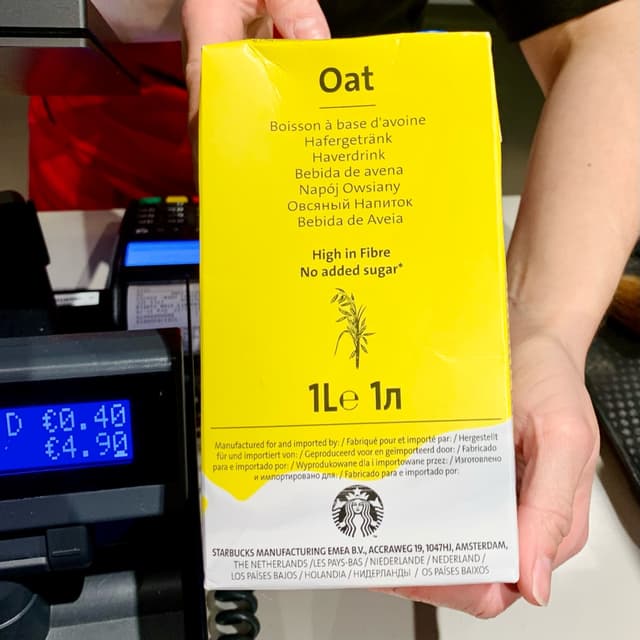 Oat
Boisson à base d'avoine
Hafergetränk
Haverdrink
Bebida de avena
Napój Owsiany
Овсяный Напиток
Bebida de Aveia
High in Fibre
No added sugar*
1L℮ 1л
Manufactured for and imported by: / Fabriqué pour et importé par: / Hergestellt
für und importiert von: / Geproduceerd voor en geïmporteerd door: / Fabricado
para e importado por: / Wyprodukowane dla i importowane przez: / Изготовлено
и импортировано для: / Fabricado para e importado por:
STARBUCKS MANUFACTURING EMEA B.V., ACCRAWEG 19, 1047HJ, AMSTERDAM,
THE NETHERLANDS /LES PAYS-BAS / NIEDERLANDE / NEDERLAND /
LOS PAÍSES BAJOS / HOLANDIA / НИДЕРЛАНДЫ / OS PAÍSES BAIXOS
D €0.40
€4.90